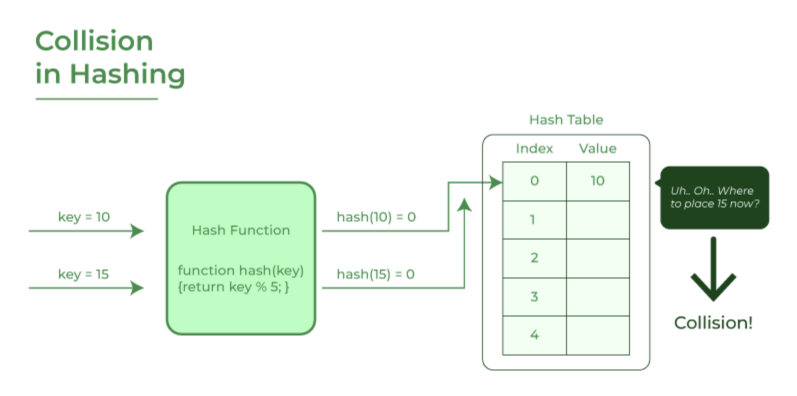 Collision
in Hashing
Hash Table
Index Value
0 10
1
2
3
4
key = 10
key = 15
Hash Function
function hash(key)
{return key % 5; }
hash(10) = 0
hash(15) = 0
Uh.. Oh.. Where
to place 15 now?
Collision!